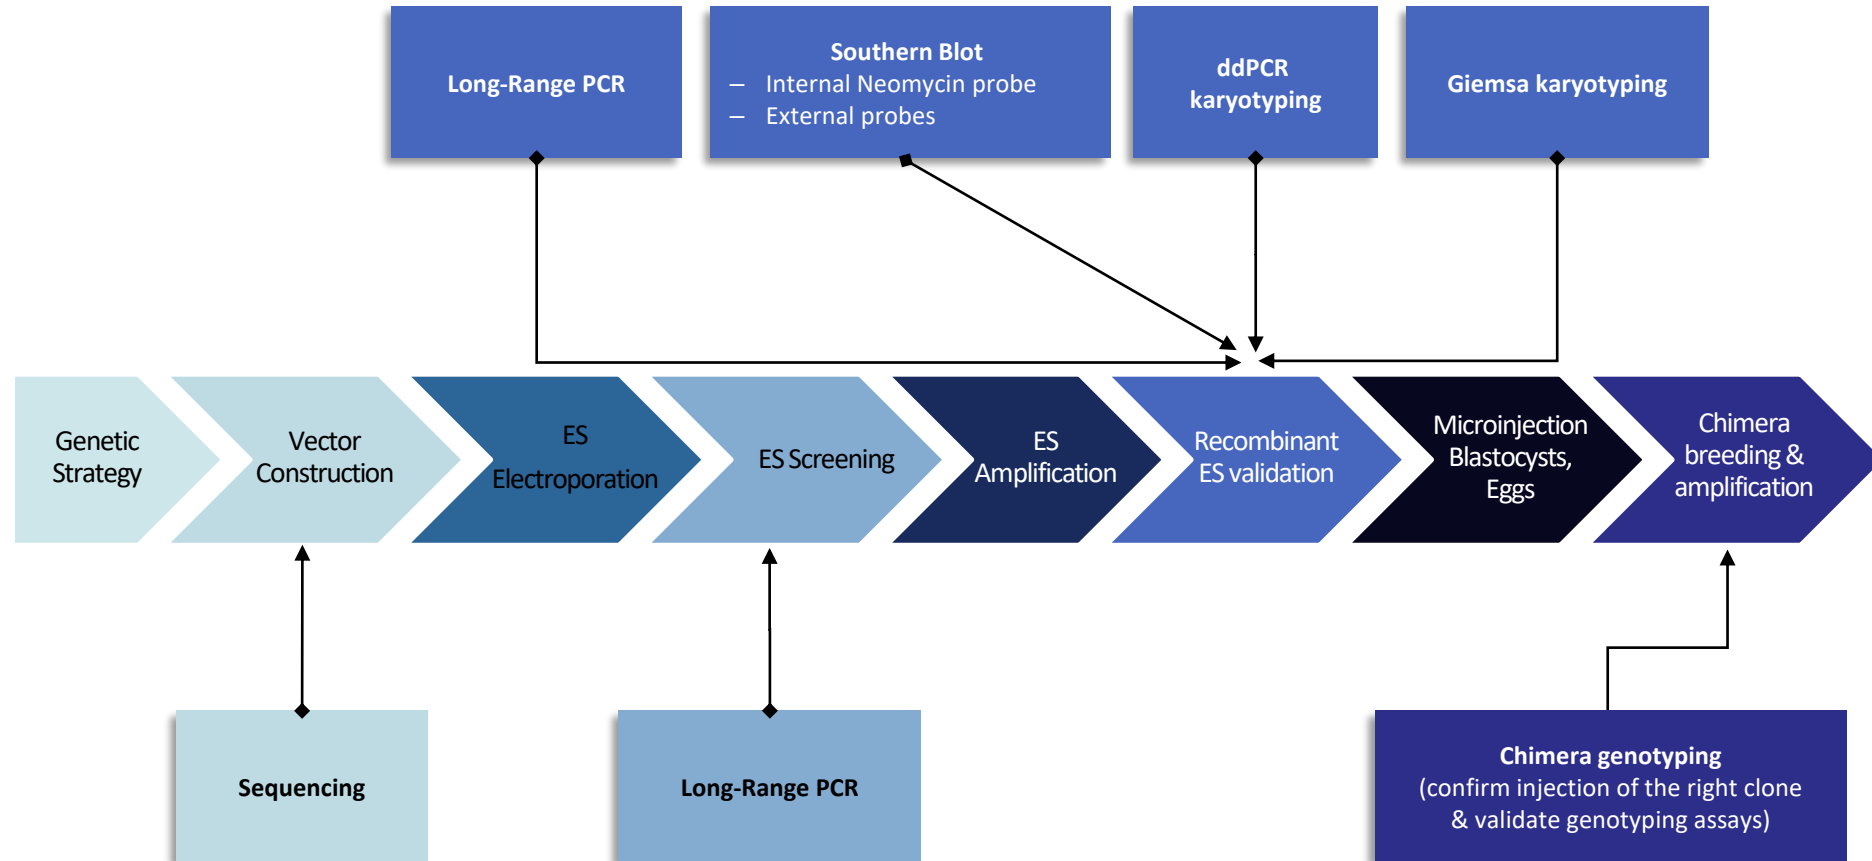 Long-Range PCR
Southern Blot
– Internal Neomycin probe
– External probes
ddPCR
karyotyping
Giemsa karyotyping
Genetic
Strategy
Vector
Construction
ES
Electroporation
ES Screening
ES
Amplification
Recombinant
ES validation
Microinjection
Blastocysts,
Eggs
Chimera
breeding &
amplification
Sequencing
Long-Range PCR
Chimera genotyping
(confirm injection of the right clone
& validate genotyping assays)